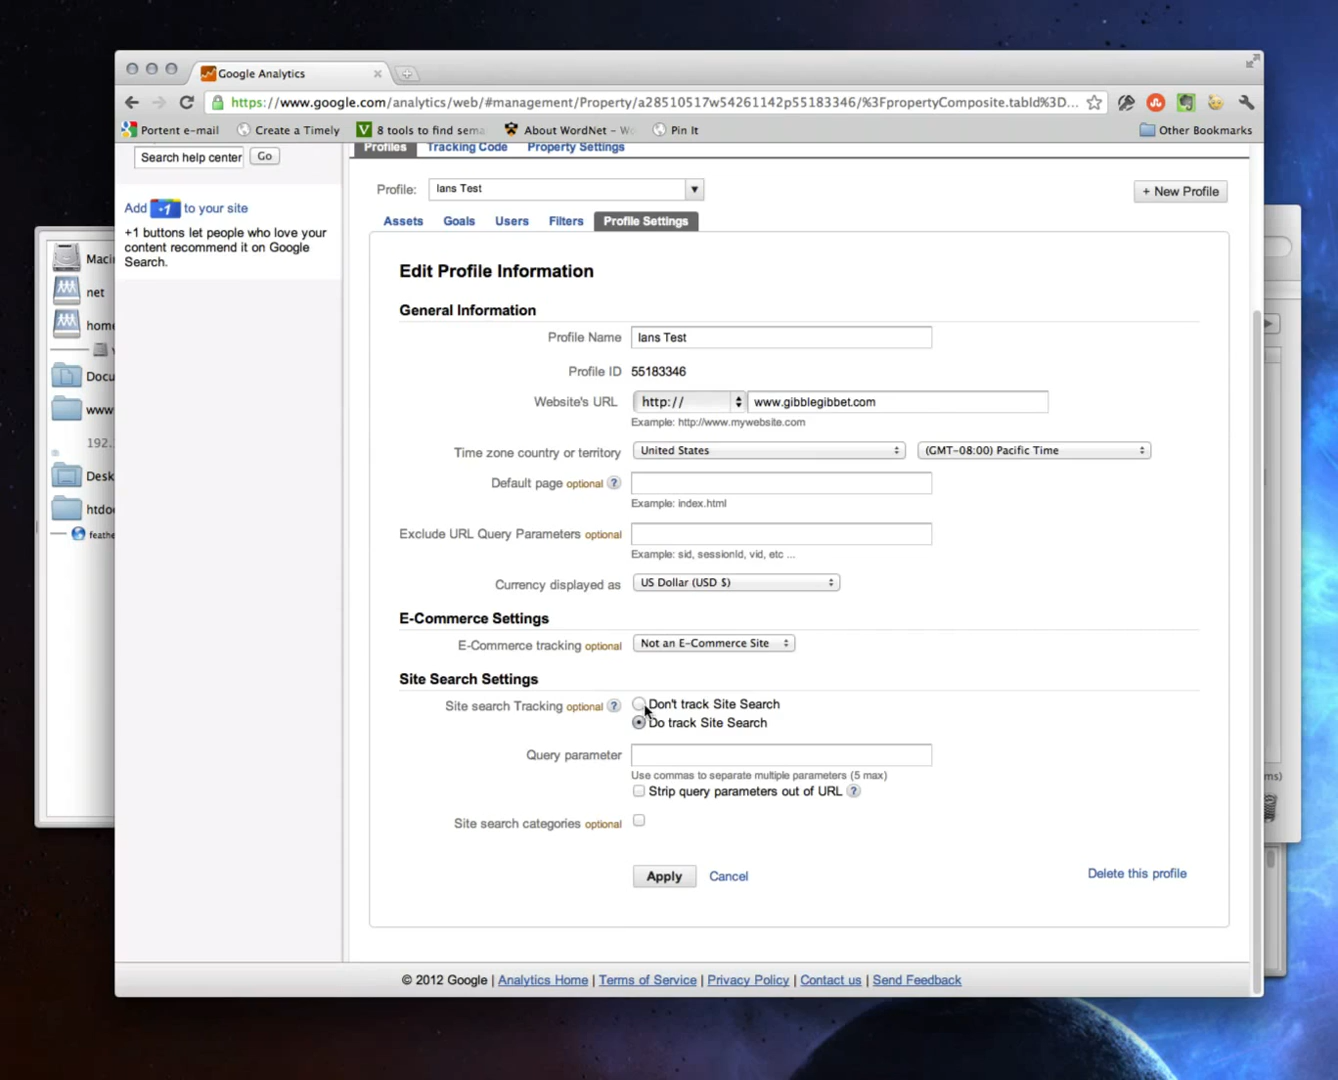 Google Analytics
https://www.google.com/analytics/web/#management/Property/a28510517w54261142p55183346/%3FpropertyComposite.tabId%3D...
Portent e-mail
Create a Timely
8 tools to find sema
About WordNet – Wo
Pin It
Other Bookmarks
Search help center
Go
Profiles
Tracking Code
Property Settings
Profile:
Ians Test
+ New Profile
Add +1 to your site
+1 buttons let people who love your
content recommend it on Google
Search.
Assets
Goals
Users
Filters
Profile Settings
Maci
net
home
Docu
www
192.
Desk
htdo
feathe
Edit Profile Information
General Information
Profile Name
Ians Test
Profile ID
55183346
Website's URL
http://
www.gibblegibbet.com
Example: http://www.mywebsite.com
Time zone country or territory
United States
(GMT-08:00) Pacific Time
Default page optional ?
Example: index.html
Exclude URL Query Parameters optional
Example: sid, sessionId, vid, etc ...
Currency displayed as
US Dollar (USD $)
E-Commerce Settings
E-Commerce tracking optional
Not an E-Commerce Site
Site Search Settings
Site search Tracking optional ?
Don't track Site Search
Do track Site Search
Query parameter
Use commas to separate multiple parameters (5 max)
Strip query parameters out of URL ?
ms)
Site search categories optional
Apply
Cancel
Delete this profile
© 2012 Google | Analytics Home | Terms of Service | Privacy Policy | Contact us | Send Feedback